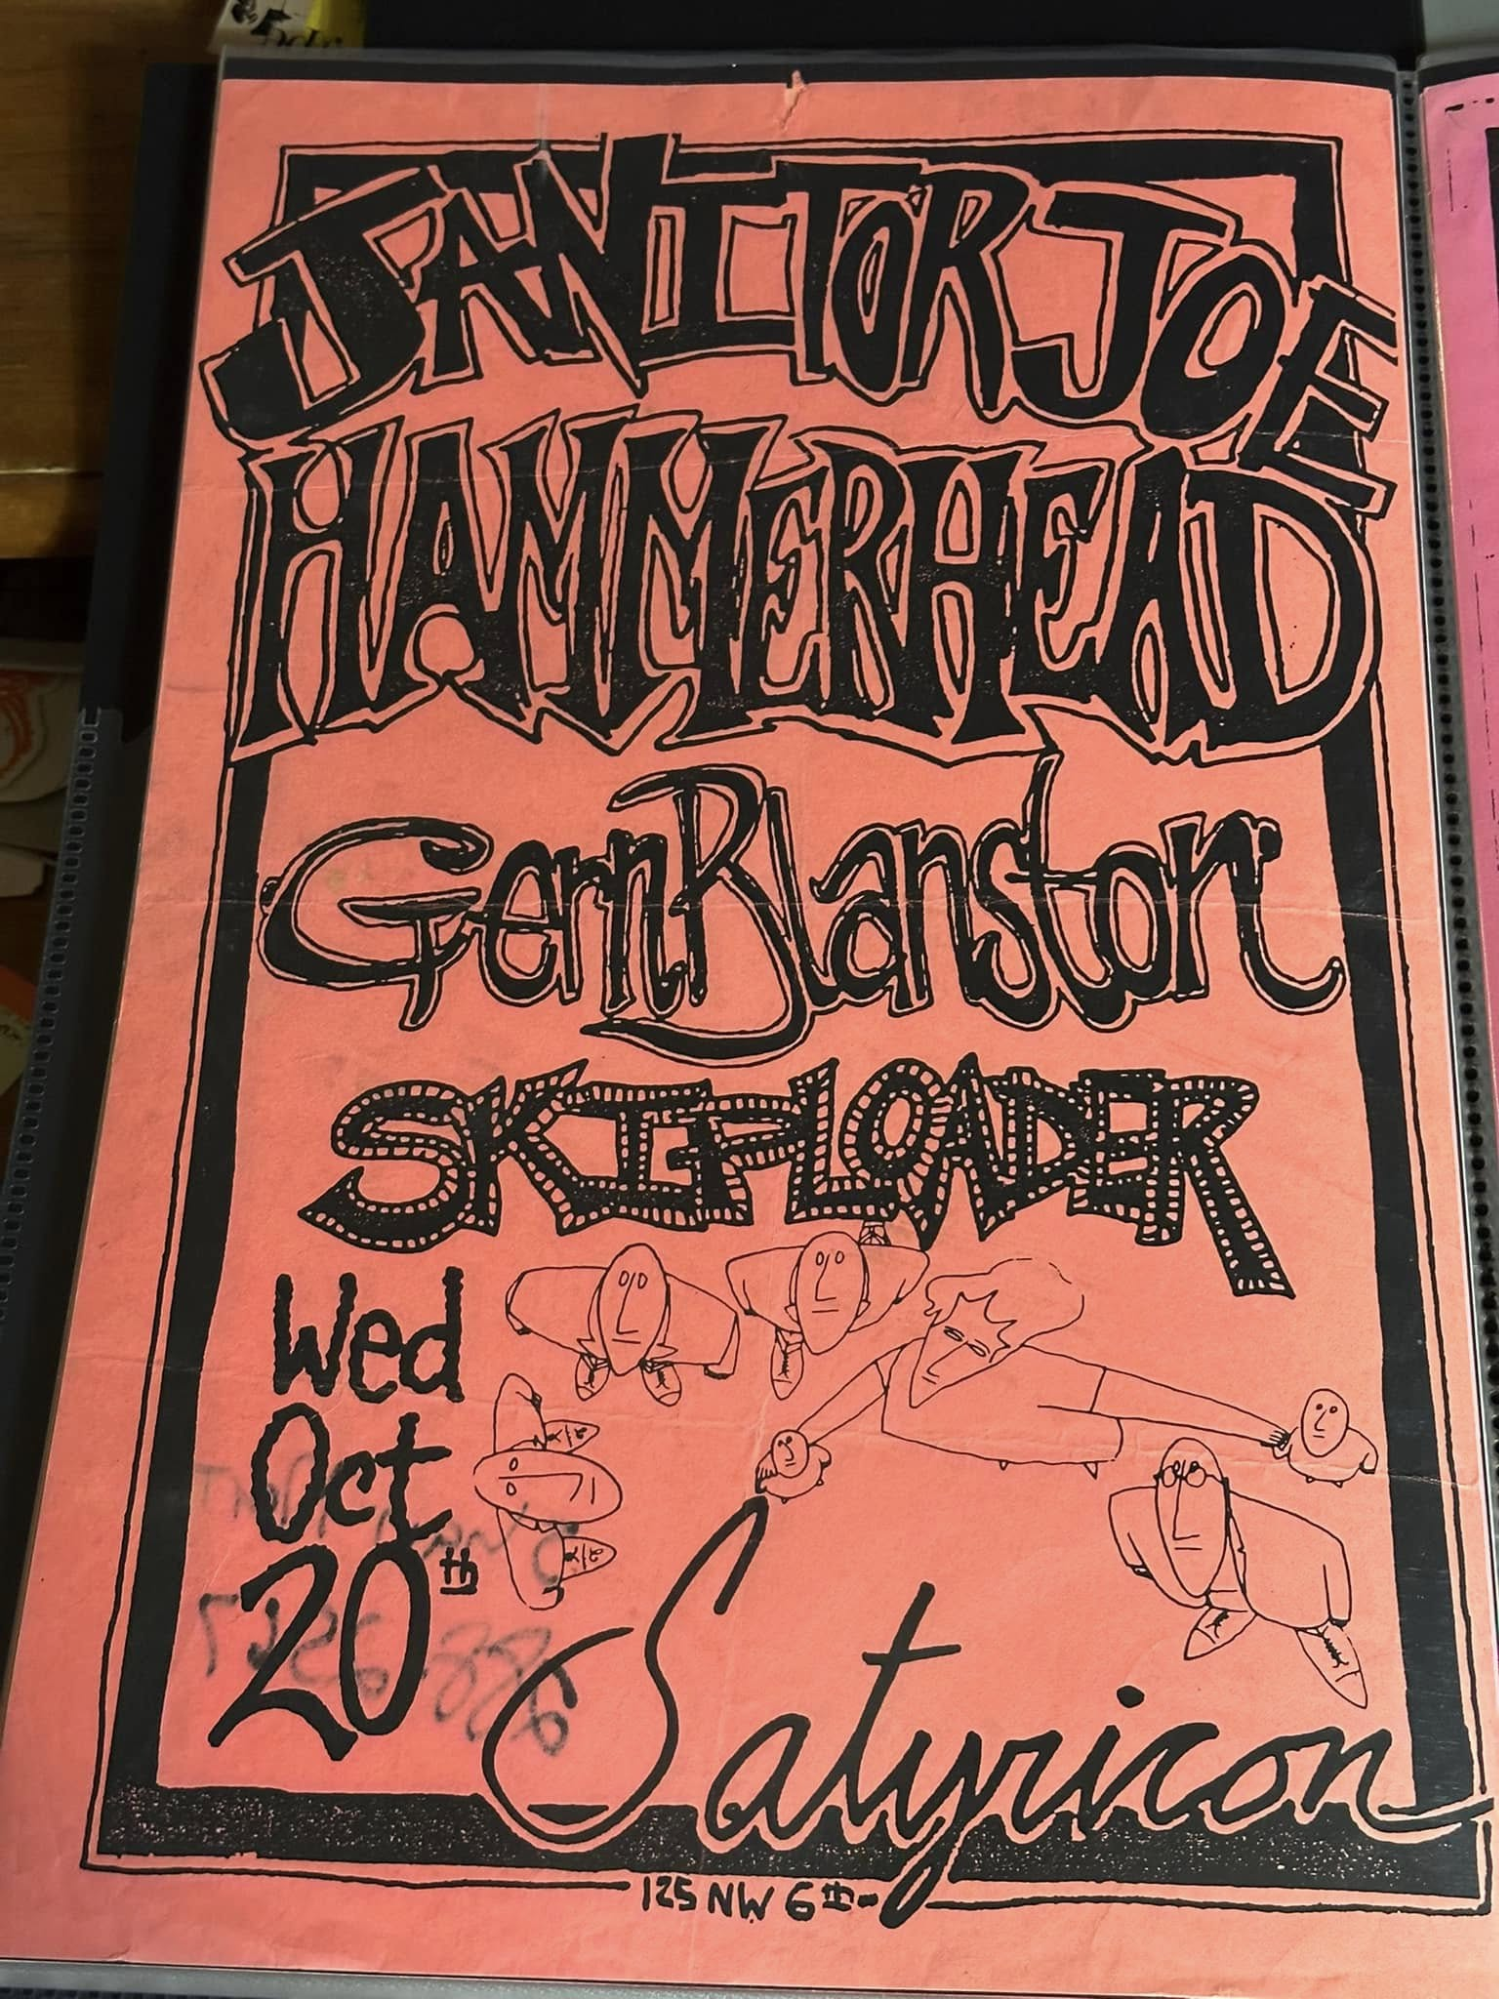 JANITOR JOE
HAMMERHEAD
Gern Blanston
SKIPLOADER
Wed
Oct
20th
Satyricon
125 NW 6th-